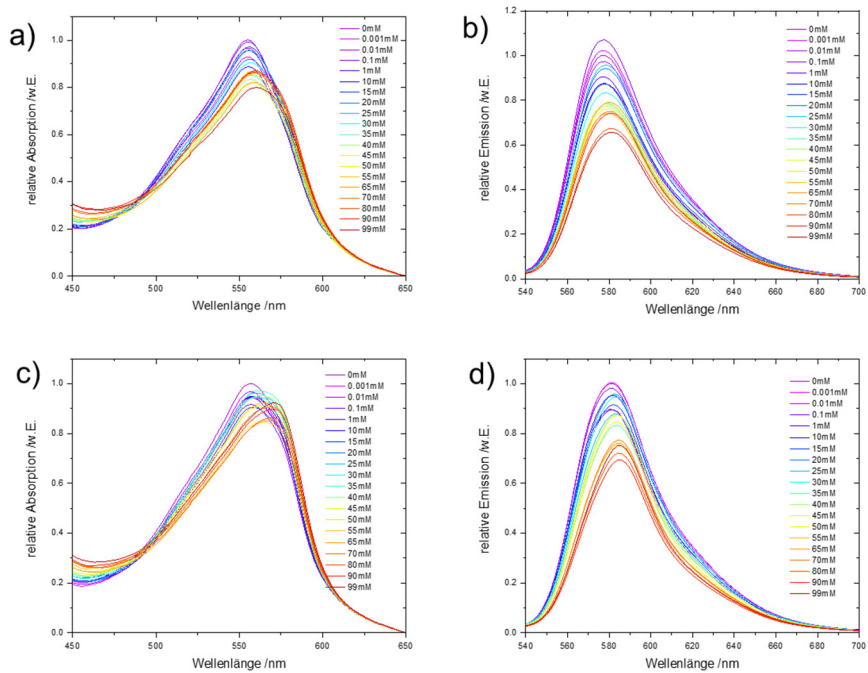 a)
relative Absorption /w.E.
1.0
0.8
0.6
0.4
0.2
0.0
450
500
550
600
650
Wellenlänge /nm
0mM
0.001mM
0.01mM
0.1mM
1mM
10mM
15mM
20mM
25mM
30mM
35mM
40mM
45mM
50mM
55mM
65mM
70mM
80mM
90mM
99mM
b)
relative Emission /w.E.
1.2
1.0
0.8
0.6
0.4
0.2
0.0
540
560
580
600
620
640
660
680
700
Wellenlänge /nm
0mM
0.001mM
0.01mM
0.1mM
1mM
10mM
15mM
20mM
25mM
30mM
35mM
40mM
45mM
50mM
55mM
65mM
70mM
80mM
90mM
99mM
c)
relative Absorption /w.E.
1.0
0.8
0.6
0.4
0.2
0.0
450
500
550
600
650
Wellenlänge /nm
0mM
0.001mM
0.01mM
0.1mM
1mM
10mM
15mM
20mM
25mM
30mM
35mM
40mM
45mM
50mM
55mM
65mM
70mM
80mM
90mM
99mM
d)
relative Emission /w.E.
1.0
0.8
0.6
0.4
0.2
0.0
540
560
580
600
620
640
660
680
700
Wellenlänge /nm
0mM
0.001mM
0.01mM
0.1mM
1mM
10mM
15mM
20mM
25mM
30mM
35mM
40mM
45mM
50mM
55mM
65mM
70mM
80mM
90mM
99mM